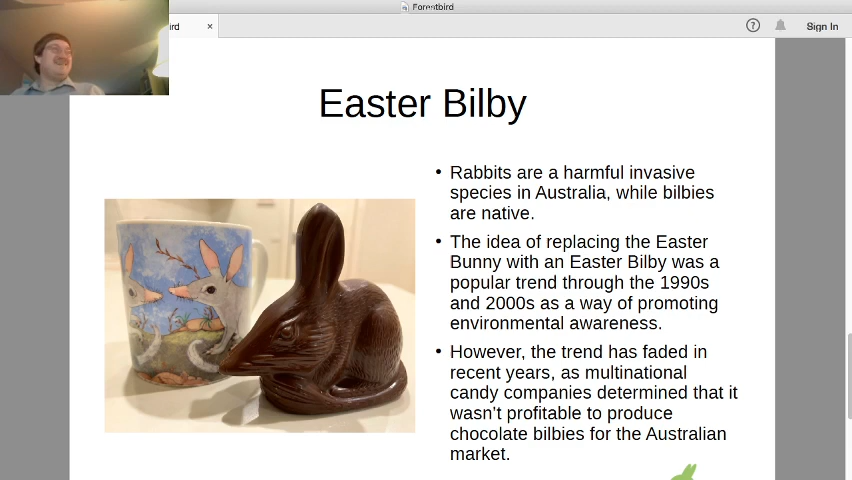 Forentbird
ird ×
? Sign In
Easter Bilby
• Rabbits are a harmful invasive
species in Australia, while bilbies
are native.
• The idea of replacing the Easter
Bunny with an Easter Bilby was a
popular trend through the 1990s
and 2000s as a way of promoting
environmental awareness.
• However, the trend has faded in
recent years, as multinational
candy companies determined that it
wasn't profitable to produce
chocolate bilbies for the Australian
market.